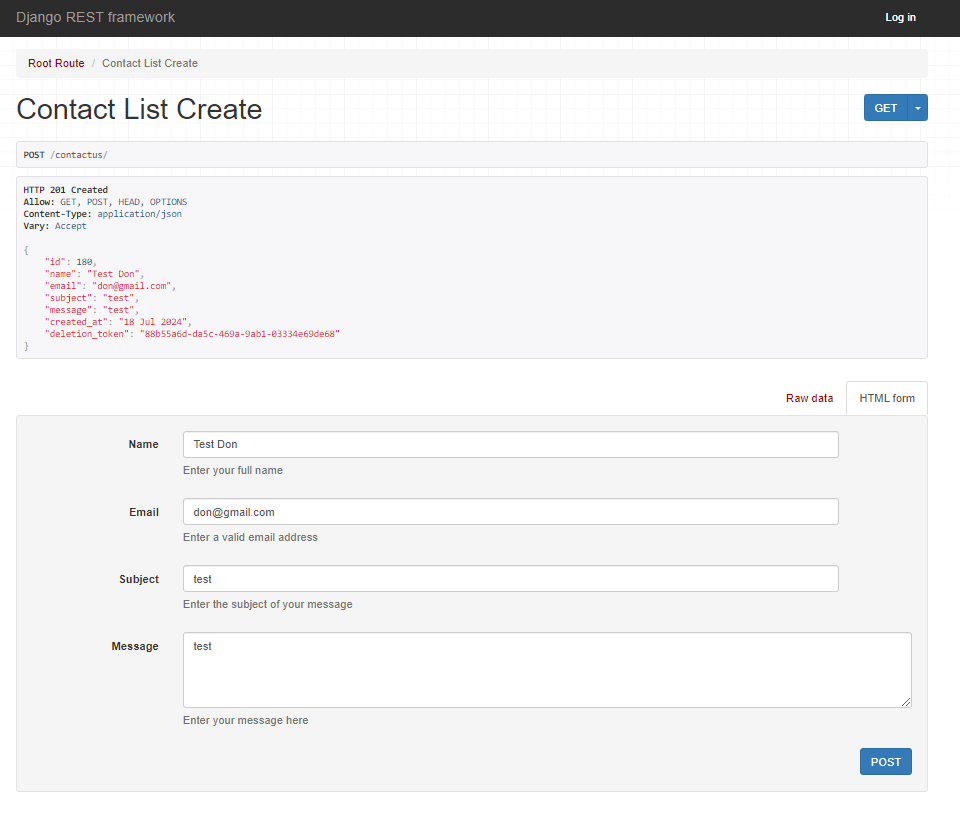 Django REST framework
Log in
Root Route / Contact List Create
Contact List Create
GET
POST /contactus/
HTTP 201 Created
Allow: GET, POST, HEAD, OPTIONS
Content-Type: application/json
Vary: Accept
{
    "id": 180,
    "name": "Test Don",
    "email": "don@gmail.com",
    "subject": "test",
    "message": "test",
    "created_at": "18 Jul 2024",
    "deletion_token": "88b55a6d-da5c-469a-9ab1-03334e69de68"
}
Raw data
HTML form
Name
Test Don
Enter your full name
Email
don@gmail.com
Enter a valid email address
Subject
test
Enter the subject of your message
Message
test
Enter your message here
POST